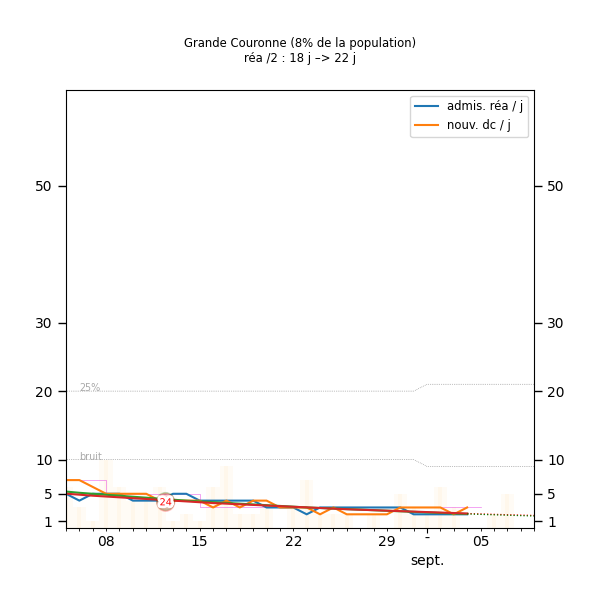 Grande Couronne (8% de la population)
réa /2 : 18 j –> 22 j
admis. réa / j
nouv. dc / j
50 50
30 30
25%
20 20
bruit
10 10
5 5
24
1 1
08 15 22 29 - 05
sept.